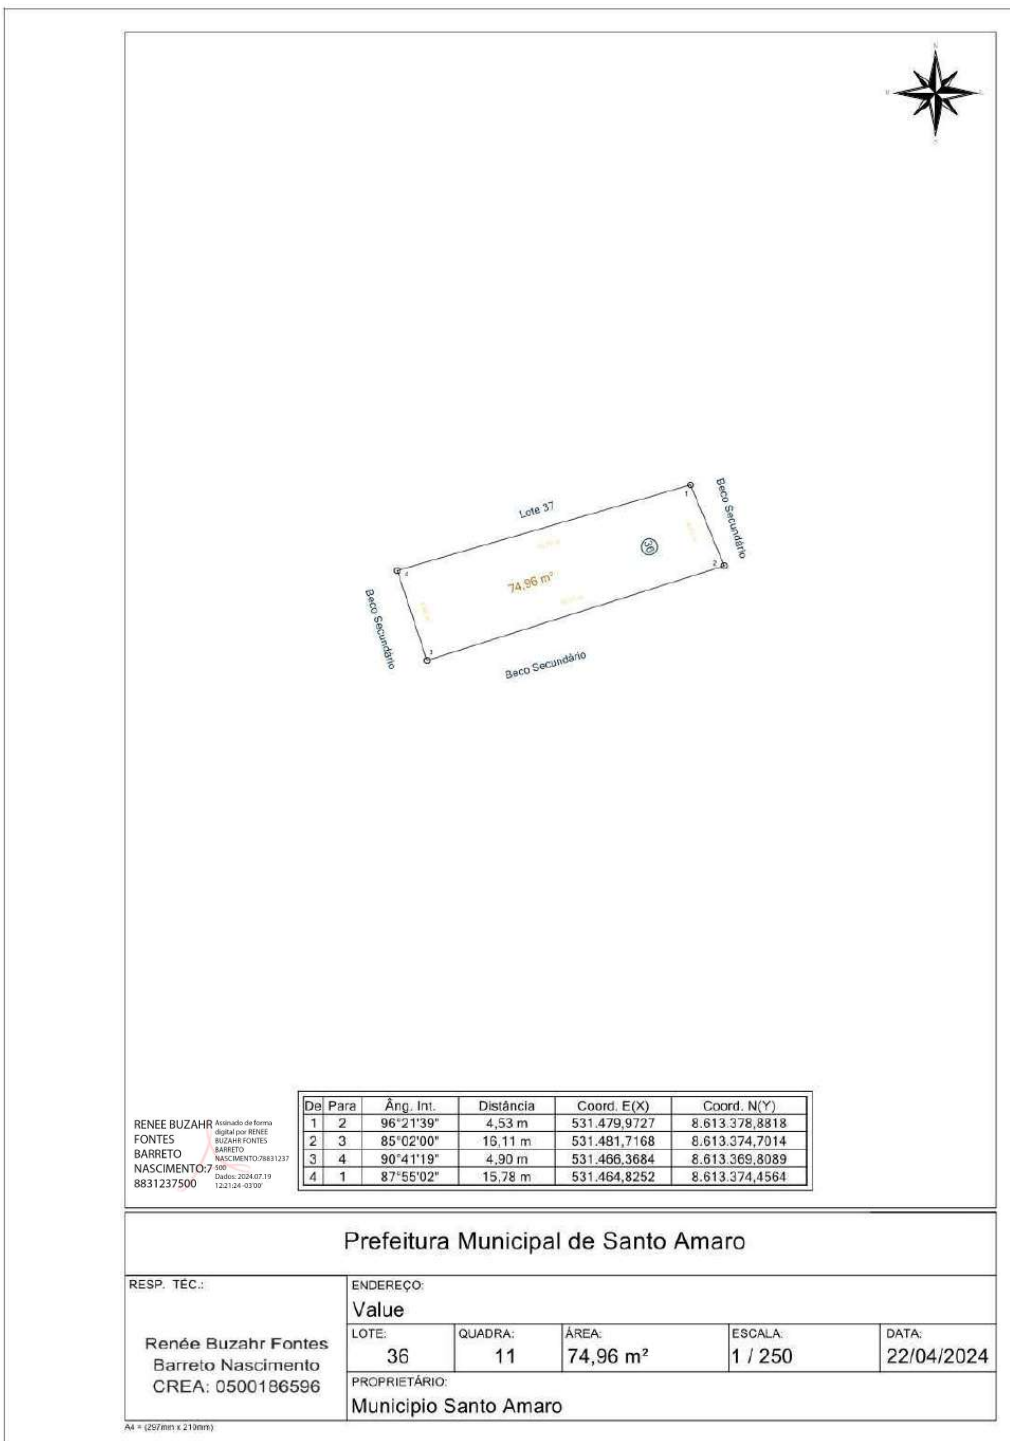 Lote 37
1
Beco Secundário
36
2
4
74,96 m²
Beco Secundário
3
Beco Secundário
De Para Âng. Int. Distância Coord. E(X) Coord. N(Y)
1 2 96°21'39" 4,53 m 531.479,9727 8.613.378,8818
2 3 85°02'00" 16,11 m 531.481,7168 8.613.374,7014
3 4 90°41'19" 4,90 m 531.466,3684 8.613.369,8089
4 1 87°55'02" 15,78 m 531.464,8252 8.613.374,4564
RENEE BUZAHR
FONTES
BARRETO
NASCIMENTO:7
8831237500
Assinado de forma
digital por RENEE
BUZAHR FONTES
BARRETO
NASCIMENTO:78831237
500
Dados: 2024.07.19
12:21:24 -03'00'
Prefeitura Municipal de Santo Amaro
RESP. TÉC.:
Renée Buzahr Fontes
Barreto Nascimento
CREA: 0500186596
ENDEREÇO:
Value
LOTE: QUADRA: ÁREA: ESCALA: DATA:
36 11 74,96 m² 1 / 250 22/04/2024
PROPRIETÁRIO:
Municipio Santo Amaro
A4 = (297mm x 210mm)